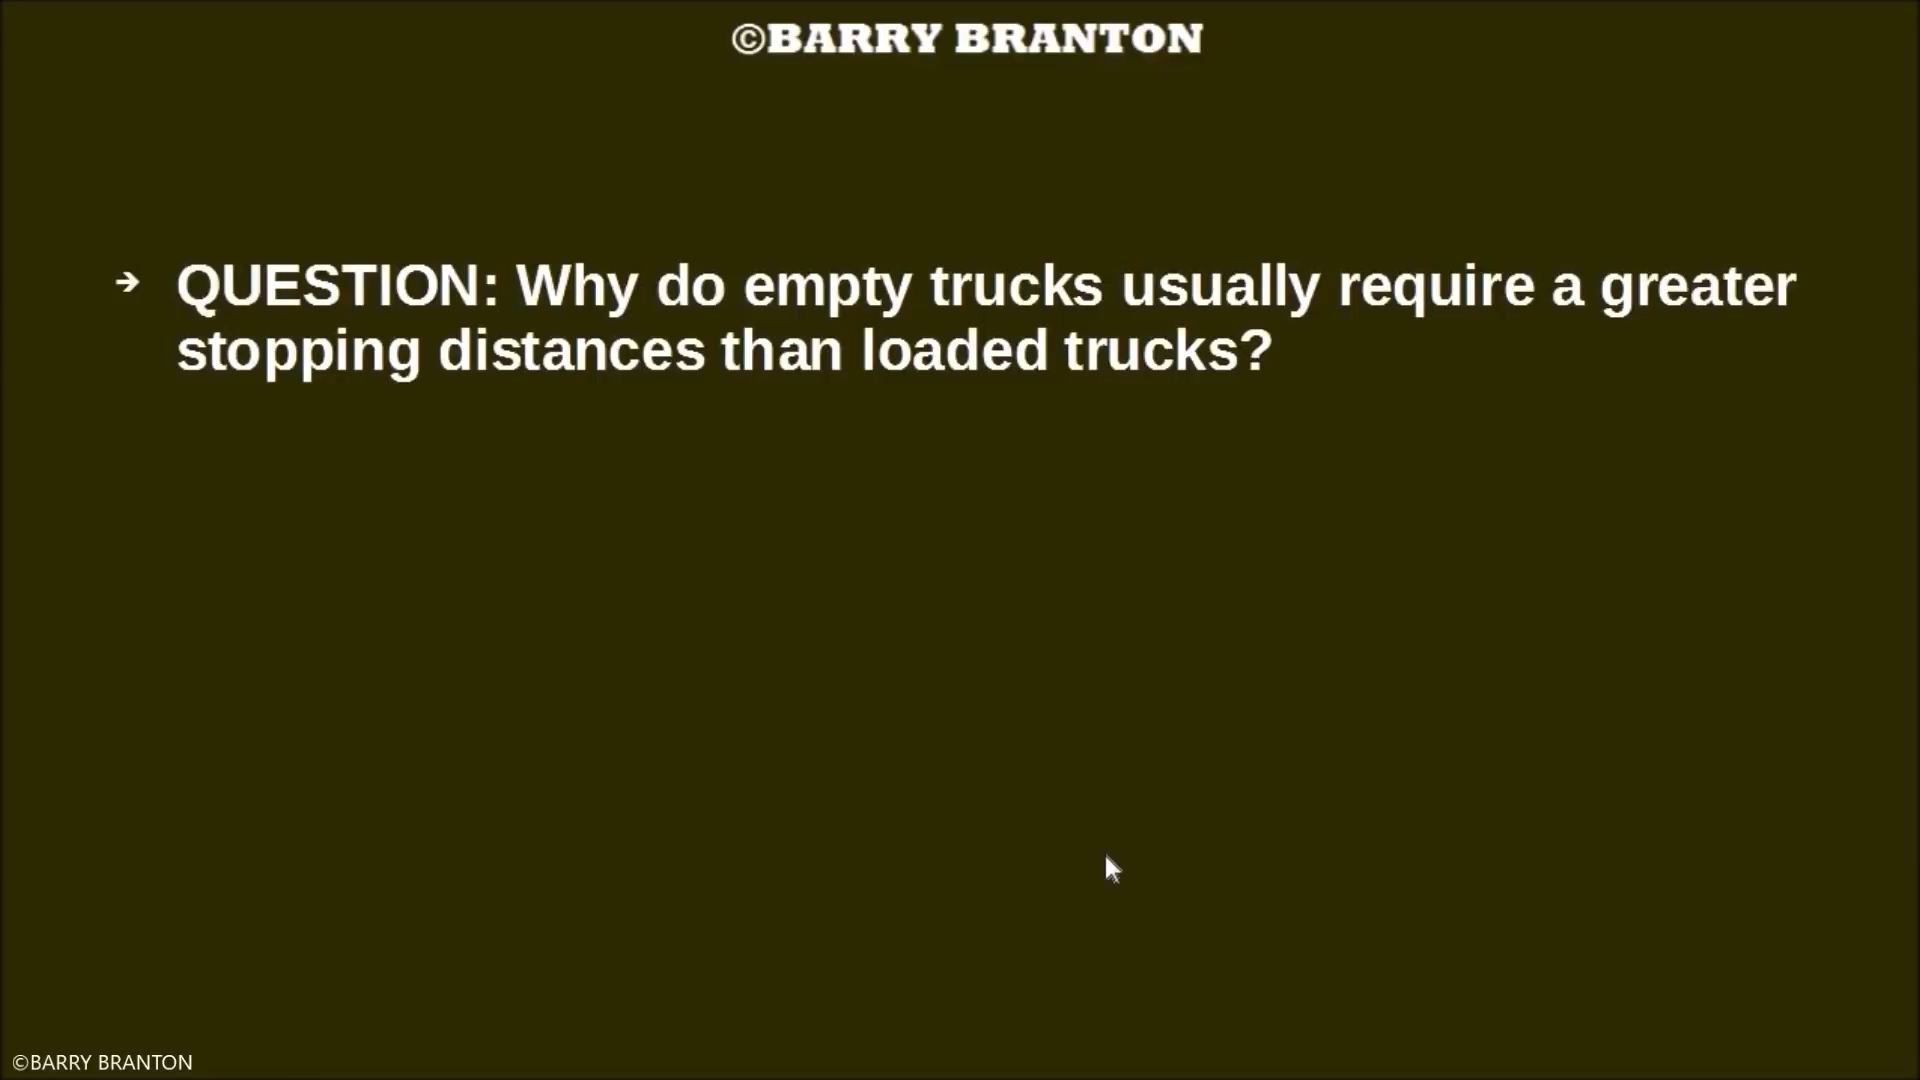 ©BARRY BRANTON
→ QUESTION: Why do empty trucks usually require a greater
stopping distances than loaded trucks?
©BARRY BRANTON